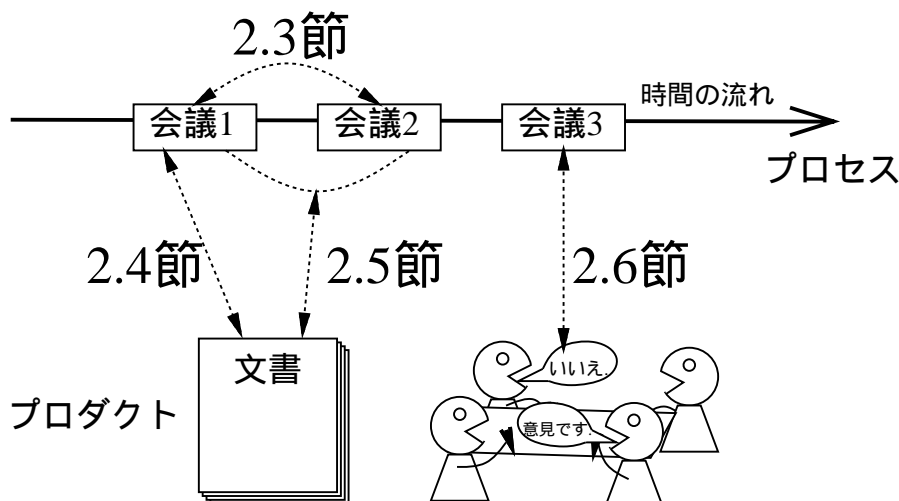 2.3節
時間の流れ
会議1
会議2
会議3
プロセス
2.4節
2.5節
2.6節
文書
いいえ.
プロダクト
意見です.